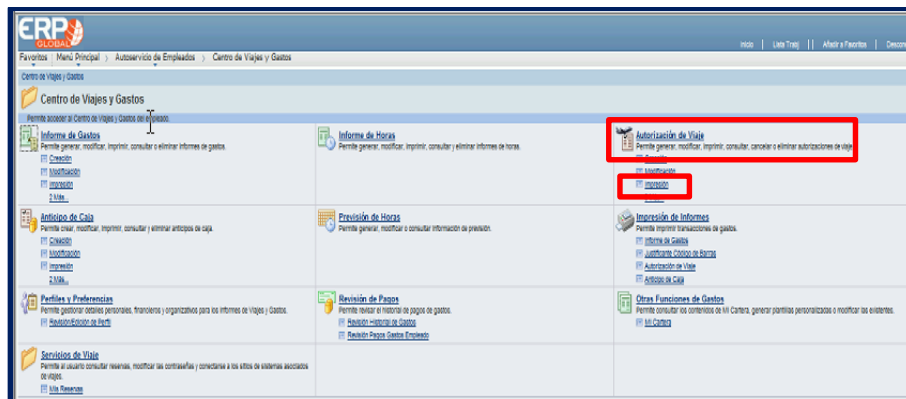 ERP
GLOBAL
Inicio | Lista Trabj || Añadir a Favoritos | Descone
Favoritos | Menú Principal > Autoservicio de Empleados > Centro de Viajes y Gastos
Centro de Viajes y Gastos
Centro de Viajes y Gastos
Permite acceder al Centro de Viajes y Gastos del empleado.
Informe de Gastos
Permite generar, modificar, imprimir, consultar o eliminar informes de gastos.
Creación
Modificación
Impresión
2 Más...
Informe de Horas
Permite generar, modificar, imprimir, consultar y eliminar informes de horas.
Autorización de Viaje
Permite generar, modificar, imprimir, consultar, cancelar o eliminar autorizaciones de viaje.
Modificación
Impresión
Anticipo de Caja
Permite crear, modificar, imprimir, consultar y eliminar anticipos de caja.
Creación
Modificación
Impresión
2 Más...
Previsión de Horas
Permite generar, modificar o consultar información de previsión.
Impresión de Informes
Permite imprimir transacciones de gastos.
Informe de Gastos
Justificante Código de Barras
Autorización de Viaje
Anticipo de Caja
Perfiles y Preferencias
Permite gestionar detalles personales, financieros y organizativos para los informes de Viajes y Gastos.
Revisión/Edición de Perfil
Revisión de Pagos
Permite revisar el historial de pagos de gastos.
Revisión Historial de Gastos
Revisión Pagos Gastos Empleado
Otras Funciones de Gastos
Permite consultar los contenidos de Mi Cartera, generar plantillas personalizadas o modificar las existentes.
Mi Cartera
Servicios de Viaje
Permite al usuario consultar reservas, modificar las contraseñas y conectarse a los sitios de sistemas asociados
de viajes.
Mis Reservas